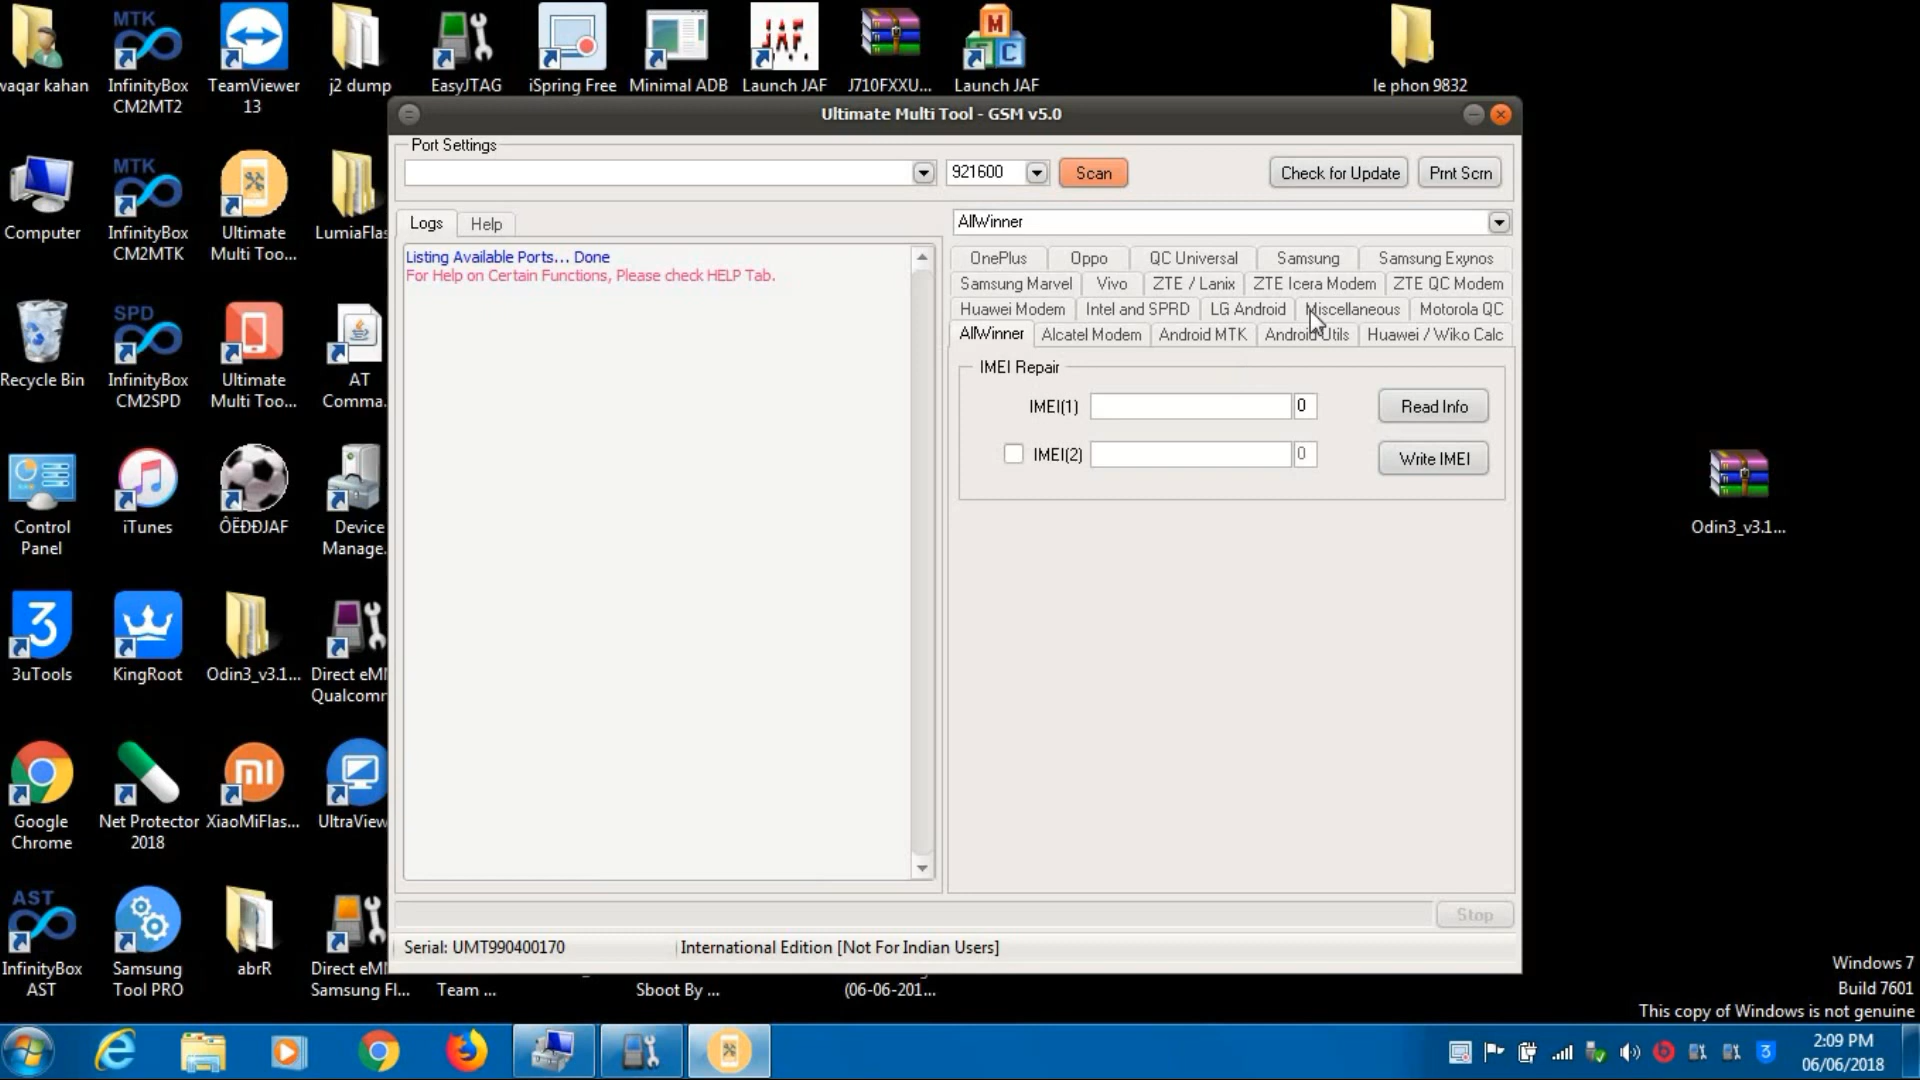 waqar kahan
MTK
InfinityBox
CM2MT2
TeamViewer
13
j2 dump
EasyJTAG
iSpring Free
Minimal ADB
JAF.
Launch JAF
J710FXXU...
M
C
Launch JAF
le phon 9832
Ultimate Multi Tool - GSM v5.0
Port Settings
921600
Scan
Check for Update
Prnt Scrn
Logs
Help
Listing Available Ports... Done
For Help on Certain Functions, Please check HELP Tab.
AllWinner
OnePlus
Oppo
QC Universal
Samsung
Samsung Exynos
Samsung Marvel
Vivo
ZTE / Lanix
ZTE Icera Modem
ZTE QC Modem
Huawei Modem
Intel and SPRD
LG Android
Miscellaneous
Motorola QC
AllWinner
Alcatel Modem
Android MTK
Android Utils
Huawei / Wiko Calc
IMEI Repair
IMEI(1)
0
Read Info
IMEI(2)
0
Write IMEI
Stop
Serial: UMT990400170
International Edition [Not For Indian Users]
Computer
MTK
InfinityBox
CM2MTK
Ultimate
Multi Too...
LumiaFlas
Recycle Bin
SPD
InfinityBox
CM2SPD
Ultimate
Multi Too...
AT
Comma.
Control
Panel
iTunes
ÔËÐÐJAF
Device
Manage.
3
3uTools
KingRoot
Odin3_v3.1...
Direct eMM
Qualcomm
Google
Chrome
Net Protector
2018
XiaoMiFlas...
UltraView
AST
InfinityBox
AST
Samsung
Tool PRO
abrR
Direct eMM
Samsung Fl...
Team ...
Sboot By ...
(06-06-201...
Odin3_v3.1...
Windows 7
Build 7601
This copy of Windows is not genuine
3
2:09 PM
06/06/2018